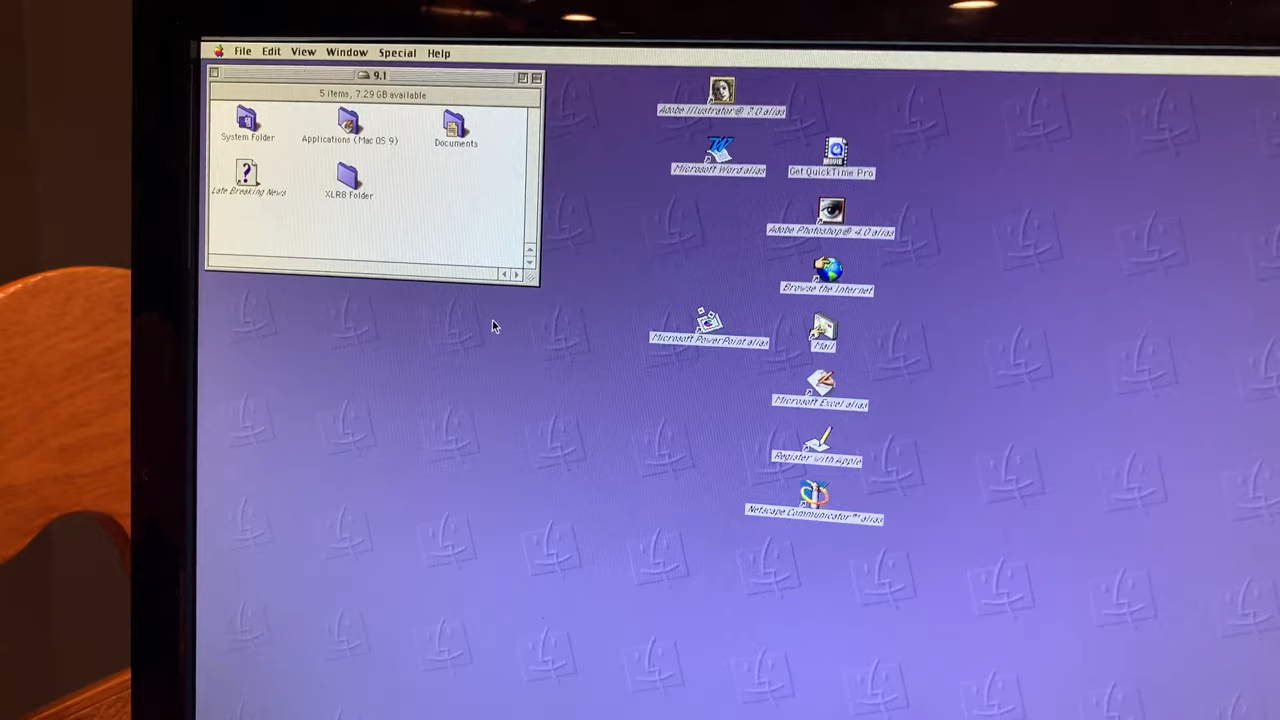 File Edit View Window Special Help
9.1
5 items, 7.29 GB available
System Folder
Applications (Mac OS 9)
Documents
Late Breaking News
XLR8 Folder
Adobe Illustrator® 7.0 alias
Microsoft Word alias
Get QuickTime Pro
MOVIE
Adobe Photoshop® 4.0 alias
Browse the Internet
Microsoft PowerPoint alias
Mail
Microsoft Excel alias
Register with Apple
Netscape Communicator™ alias